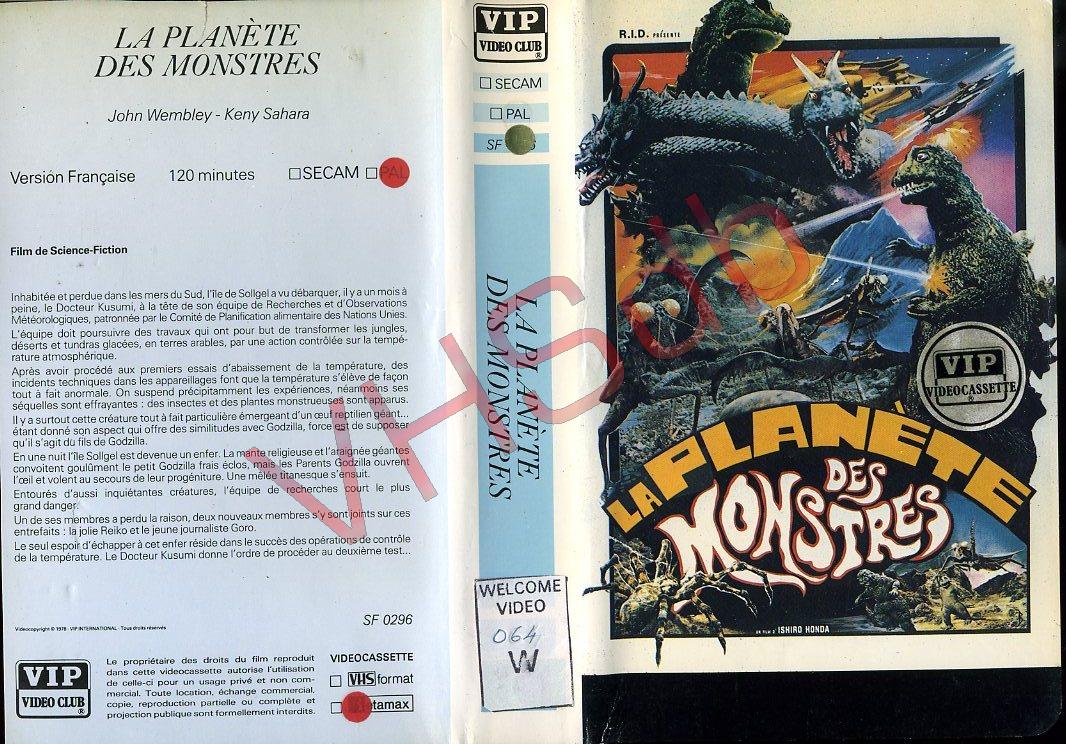 LA PLANÈTE
DES MONSTRES
John Wembley - Keny Sahara
Version Française 120 minutes □SECAM □PAL
Film de Science-Fiction
Inhabitée et perdue dans les mers du Sud, l'île de Sollgel a vu débarquer, il y a un mois à
peine, le Docteur Kusumi, à la tête de son équipe de Recherches et d'Observations
Météorologiques, patronnée par le Comité de Planification alimentaire des Nations Unies.
L'équipe doit poursuivre des travaux qui ont pour but de transformer les jungles,
déserts et tundras glacées, en terres arables, par une action contrôlée sur la tempé-
rature atmosphérique.
Après avoir procédé aux premiers essais d'abaissement de la température, des
incidents techniques dans les appareillages font que la température s'élève de façon
tout à fait anormale. On suspend précipitamment les expériences, néanmoins ses
séquelles sont effrayantes : des insectes et des plantes monstrueuses sont apparus.
Il y a surtout cette créature tout à fait particulière émergeant d'un œuf reptilien géant...
étant donné son aspect qui offre des similitudes avec Godzilla, force est de supposer
qu'il s'agit du fils de Godzilla.
En une nuit l'île Sollgel est devenue un enfer. La mante religieuse et l'araignée géantes
convoitent goulûment le petit Godzilla frais éclos, mais les Parents Godzilla ouvrent
l'œil et volent au secours de leur progéniture. Une mêlée titanesque s'ensuit.
Entourés d'aussi inquiétantes créatures, l'équipe de recherches court le plus
grand danger.
Un de ses membres a perdu la raison, deux nouveaux membres s'y sont joints sur ces
entrefaits : la jolie Reiko et le jeune journaliste Goro.
Le seul espoir d'échapper à cet enfer réside dans le succès des opérations de contrôle
de la température. Le Docteur Kusumi donne l'ordre de procéder au deuxième test...
SF 0296
Videocopyright © 1978 - VIP INTERNATIONAL - Tous droits réservés
VIP
VIDEO CLUB
®
Le propriétaire des droits du film reproduit
dans cette videocassette autorise l'utilisation
de celle-ci pour un usage privé et non com-
mercial. Toute location, échange commercial,
copie, reproduction partielle ou complète et
projection publique sont formellement interdits.
VIDEOCASSETTE
□ VHS format
□ tamax
VIP
VIDEO CLUB
®
□ SECAM
□ PAL
SF
LA PLANÈTE
DES MONSTRES
WELCOME
VIDEO
064
W
R.I.D. PRÉSENTE
VIP
VIDEOCASSETTE
LA PLANÈTE
DES
MONSTRES
UN FILM D' ISHIRO HONDA
VHSub